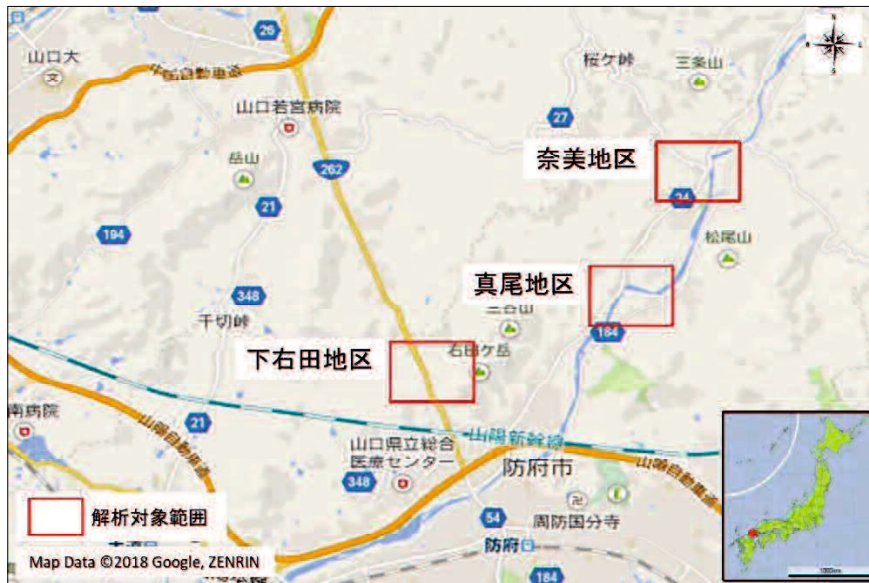 26
山口大
桜ケ峠
三条山
山口若宮病院
27
奈美地区
岳山
262
24
21
194
松尾山
真尾地区
348
千切峠
184
下右田地区
右田ケ岳
南病院
21
山陽自動車道
山陽新幹線
山口県立総合
医療センター
防府市
山陽自動車道
348
解析対象範囲
周防国分寺
54
防府
184
Map Data ©2018 Google, ZENRIN
1000km